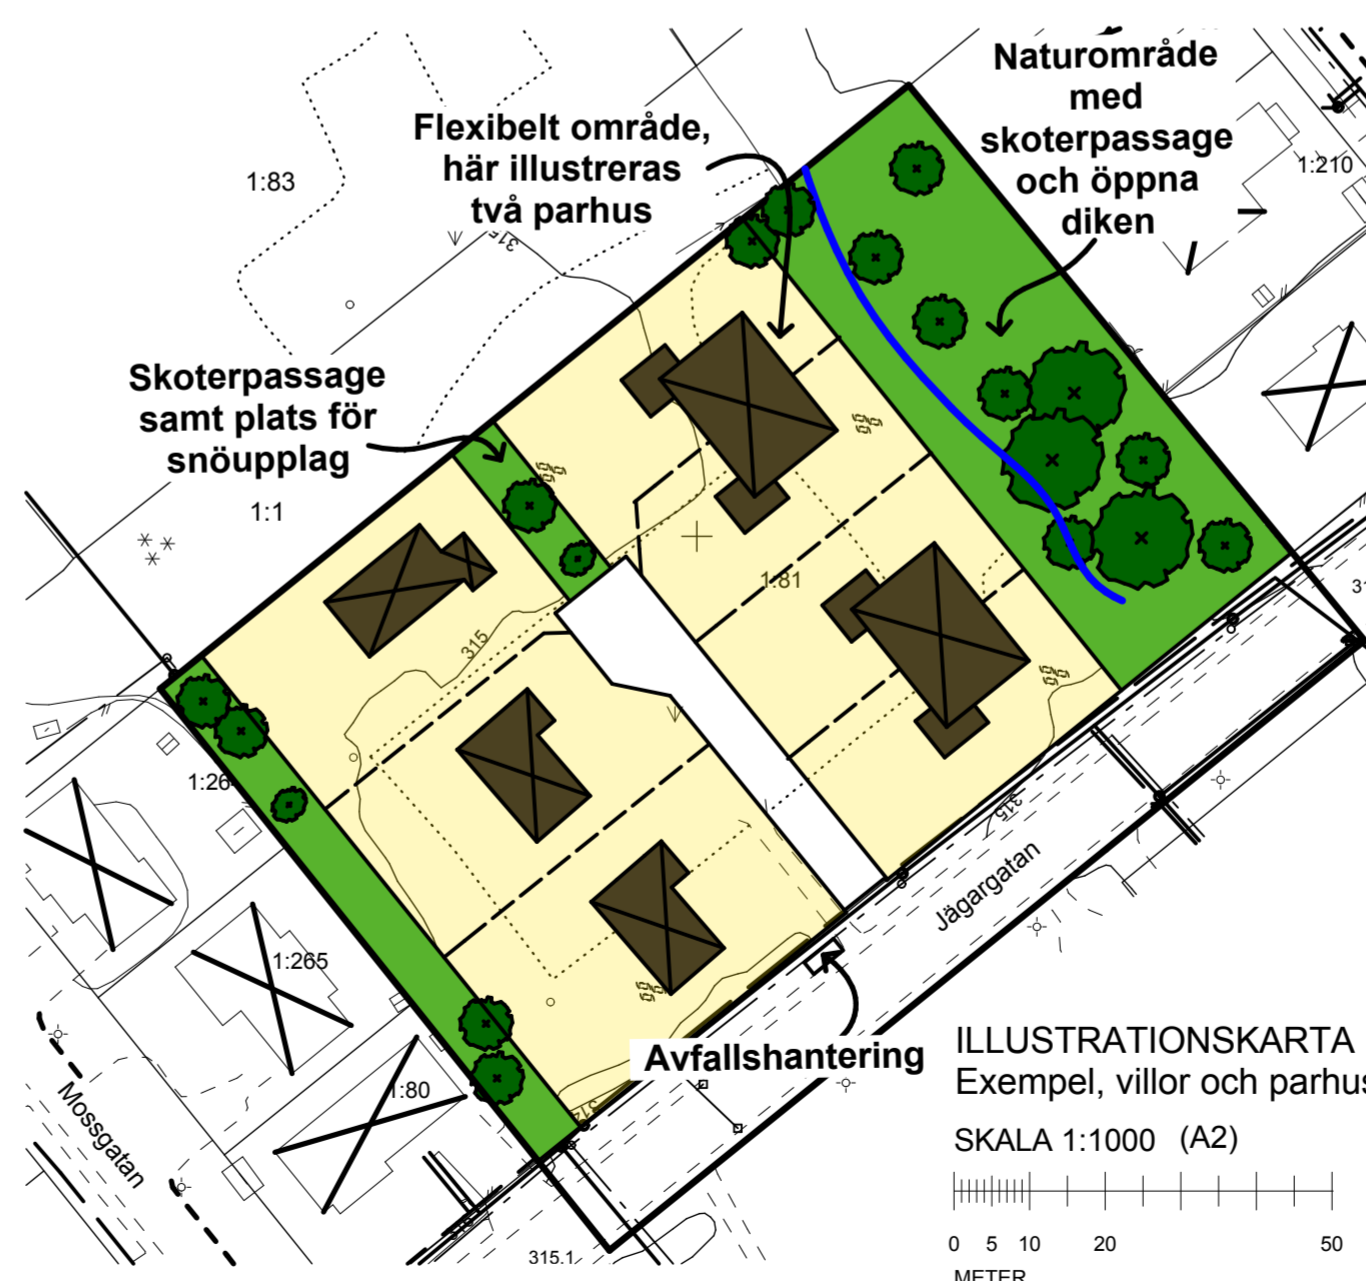 Naturområde
med
skoterpassage
och öppna
diken
Flexibelt område,
här illustreras
två parhus
1:83
1:210
315
Skoterpassage
samt plats för
snöupplag
1:1
1:81
315
1:265
1:80
Mossgatan
Jägargatan
315
Avfallshantering
315.1
ILLUSTRATIONSKARTA
Exempel, villor och parhus
SKALA 1:1000 (A2)
0 5 10 20 50
METER